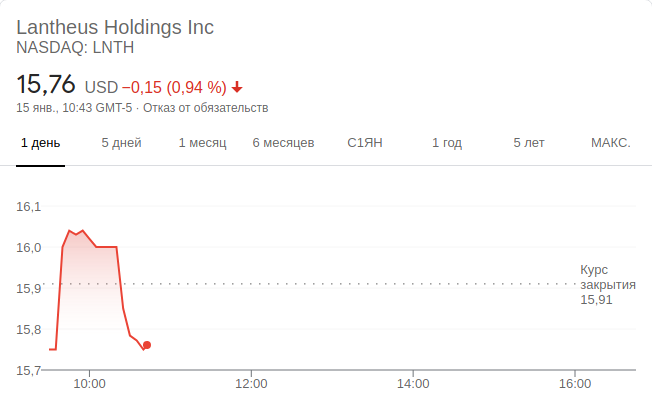 Lantheus Holdings Inc
NASDAQ: LNTH
15,76 USD −0,15 (0,94 %)
15 янв., 10:43 GMT-5 · Отказ от обязательств
1 день 5 дней 1 месяц 6 месяцев С1ЯН 1 год 5 лет МАКС.
16,1
16,0
15,9
15,8
15,7
Курс
закрытия
15,91
10:00 12:00 14:00 16:00